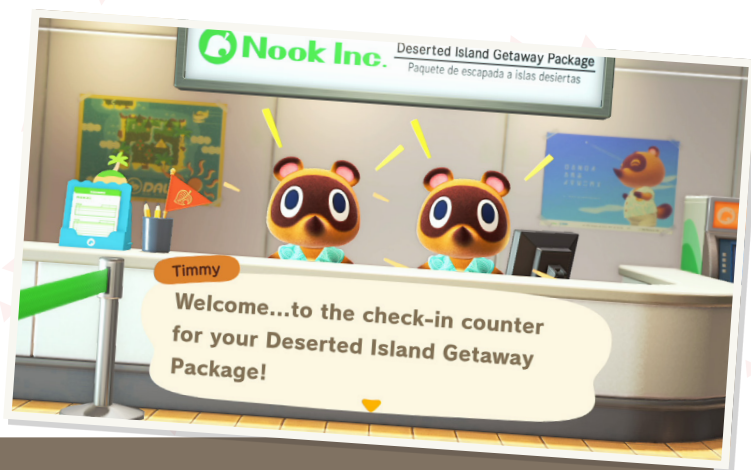 Nook Inc.
Deserted Island Getaway Package
Paquete de escapada a islas desiertas
Timmy
Welcome...to the check-in counter
for your Deserted Island Getaway
Package!